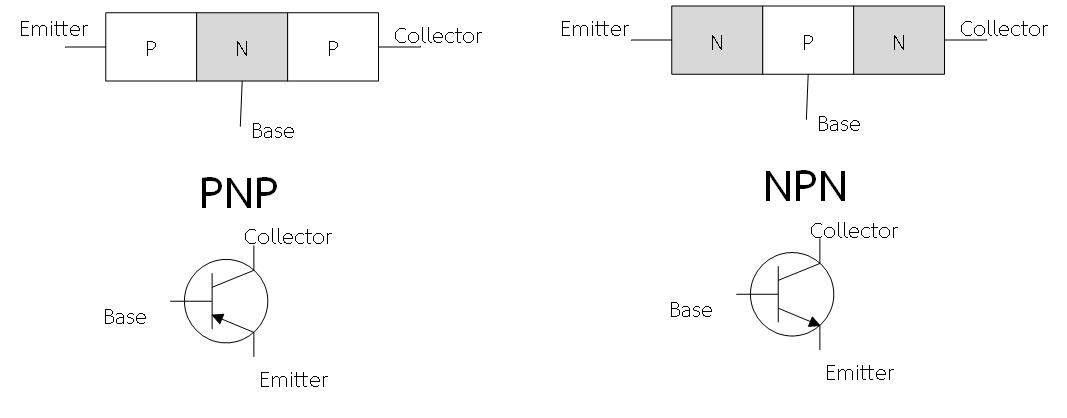 Emitter
P
N
P
Collector
Base
PNP
Collector
Base
Emitter
Emitter
N
P
N
Collector
Base
NPN
Collector
Base
Emitter